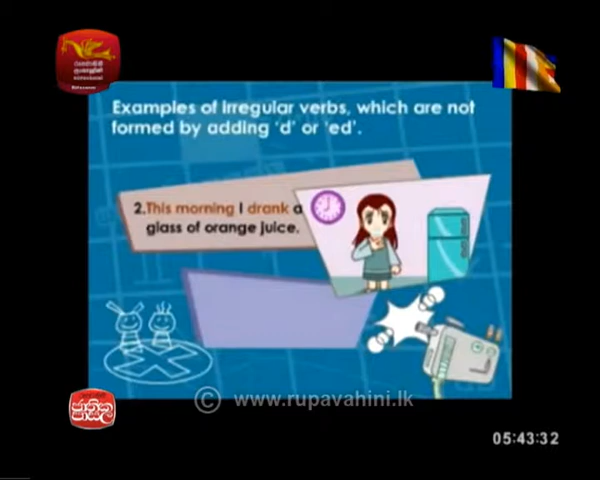 Examples of Irregular verbs, which are not
formed by adding 'd' or 'ed'.
2.This morning I drank a
glass of orange juice.
ජාතික
පාසල
© www.rupavahini.lk
05:43:32